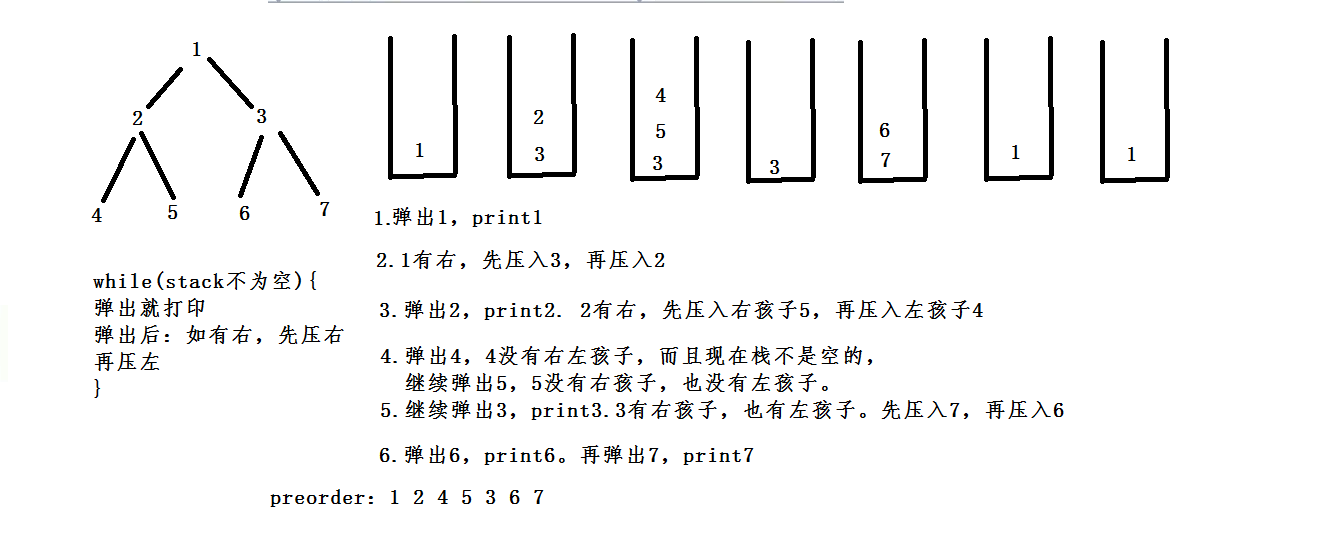 1
2 3
4 5 6 7
1
2
3
4
5
3
3
6
7
1
1
while(stack不为空){
弹出就打印
弹出后：如有右，先压右
再压左
}
1.弹出1，print1
2.1有右，先压入3，再压入2
3.弹出2，print2. 2有右，先压入右孩子5，再压入左孩子4
4.弹出4，4没有右左孩子，而且现在栈不是空的，
继续弹出5，5没有右孩子，也没有左孩子。
5.继续弹出3，print3.3有右孩子，也有左孩子。先压入7，再压入6
6.弹出6，print6。再弹出7，print7
preorder：1 2 4 5 3 6 7